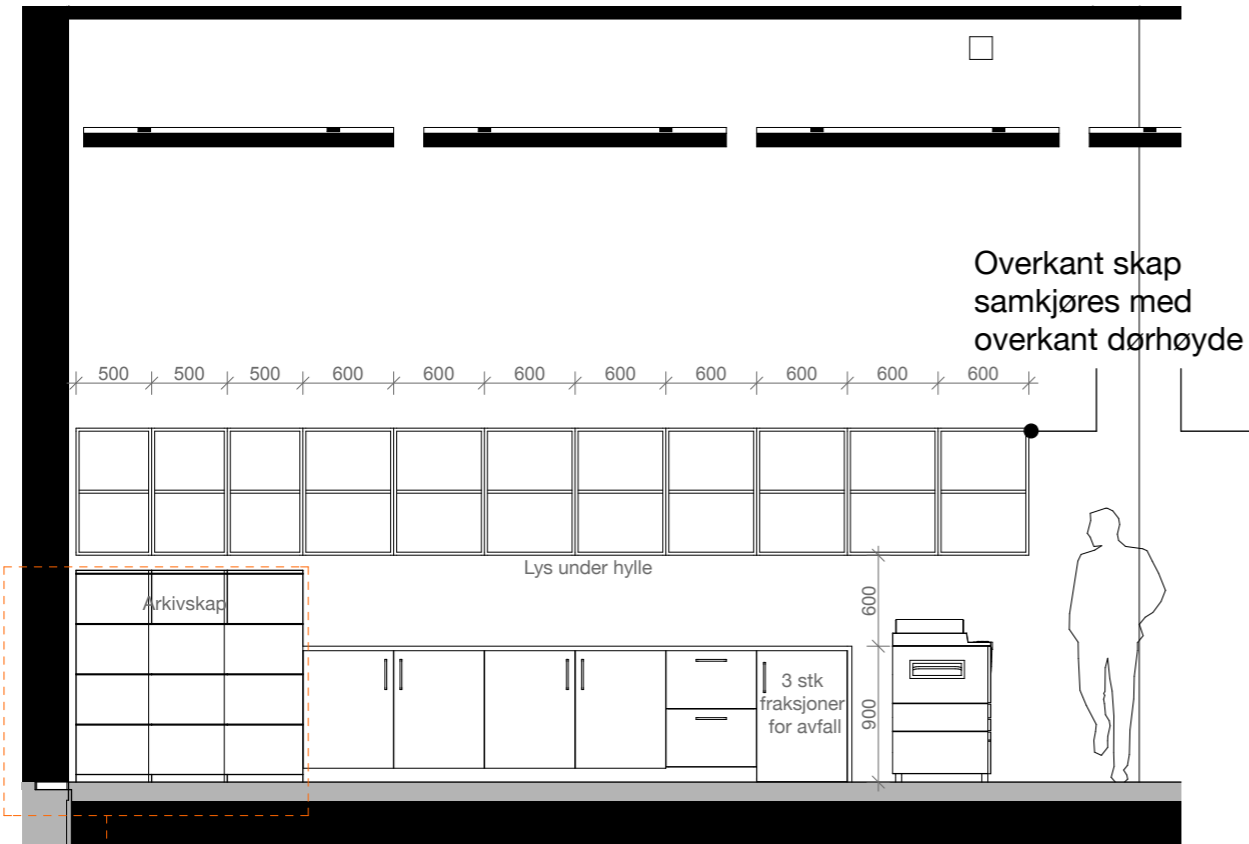 Overkant skap
samkjøres med
overkant dørhøyde
500 500 500 600 600 600 600 600 600 600 600
Lys under hylle
Arkivskap
600
3 stk
fraksjoner
for avfall
900